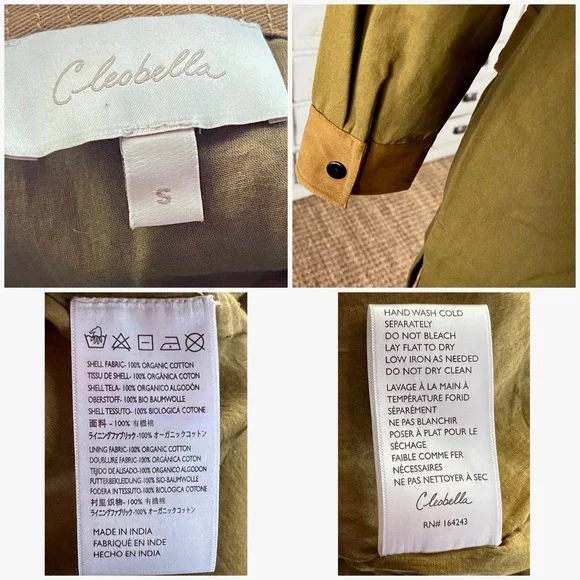 Cleobella
S
SHELL FABRIC- 100% ORGANIC COTTON
TISSU DE SHELL- 100% ORGÁNICA COTON
SHELL TELA- 100% ORGANICO ALGODÓN
OBERSTOFF- 100% BIO BAUMWOLLE
SHELL TESSUTO- 100% BIOLOGICA COTONE
面料 - 100% 有機棉
ライニングファブリック-100% オーガニックコットン
LINING FABRIC-100% ORGANIC COTTON
DOUBLURE FABRIC- 100% ORGÁNICA COTON
TEJIDO DE ALISADO- 100% ORGANICO ALGODÓN
FUTTERBEKLEIDUNG-100% BIO-BAUMWOLLE
FODERA IN TESSUTO- 100% BIOLOGICA COTONE
衬里织物- 100% 有機棉
ライニングファブリック-100% オーガニックコットン
MADE IN INDIA
FABRIQUÉ EN INDE
HECHO EN INDIA
HAND WASH COLD
SEPARATELY
DO NOT BLEACH
LAY FLAT TO DRY
LOW IRON AS NEEDED
DO NOT DRY CLEAN
LAVAGE À LA MAIN À
TEMPÉRATURE FORID
SÉPARÉMENT
NE PAS BLANCHIR
POSER À PLAT POUR LE
SÉCHAGE
FAIBLE COMME FER
NÉCESSAIRES
NE PAS NETTOYER À SEC
Cleobella
RN# 164243